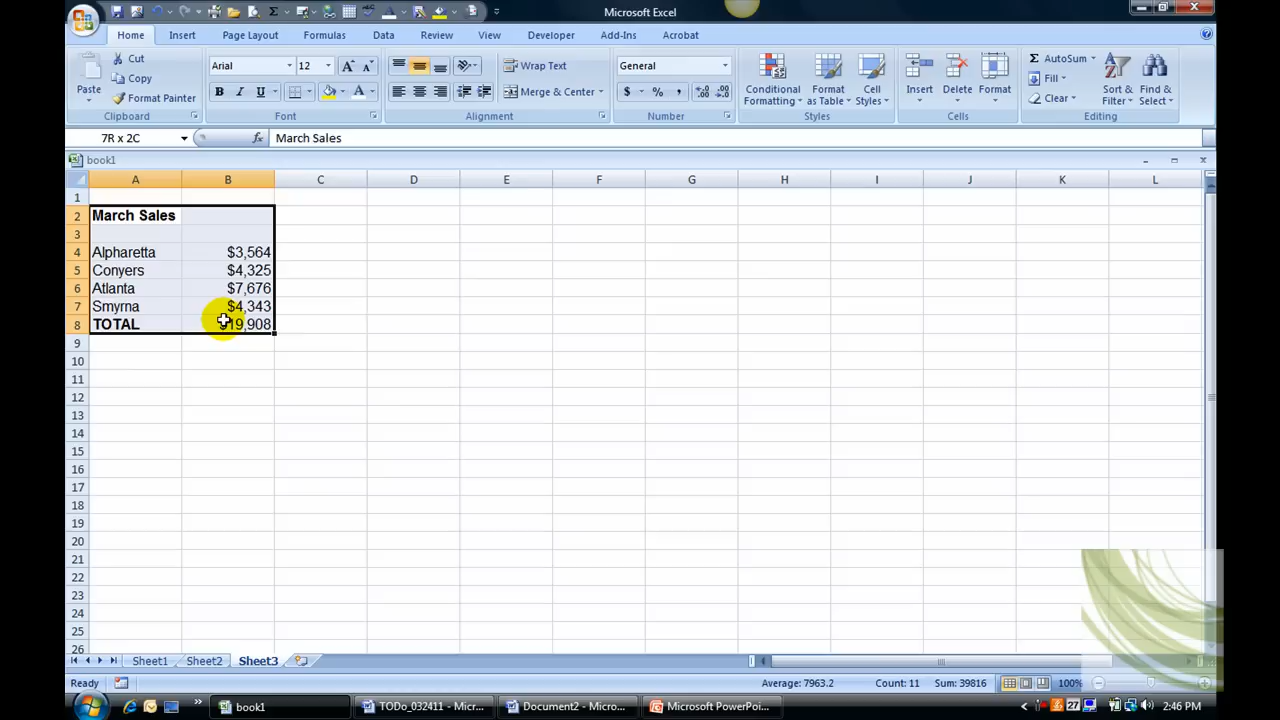 Microsoft Excel
Home Insert Page Layout Formulas Data Review View Developer Add-Ins Acrobat
Paste
Cut
Copy
Format Painter
Clipboard
Arial 12
B I U
Font
Wrap Text
Merge & Center
Alignment
General
$ % ,
Number
Conditional Formatting
Format as Table
Cell Styles
Styles
Insert
Delete
Format
Cells
Σ AutoSum
Fill
Clear
Sort & Filter
Find & Select
Editing
7R x 2C fx March Sales
book1
A B C D E F G H I J K L
1
2 March Sales
3
4 Alpharetta $3,564
5 Conyers $4,325
6 Atlanta $7,676
7 Smyrna $4,343
8 TOTAL $19,908
9
10
11
12
13
14
15
16
17
18
19
20
21
22
23
24
25
26
Sheet1 Sheet2 Sheet3
Ready Average: 7963.2 Count: 11 Sum: 39816 100%
book1 TODo_032411 - Micr... Document2 - Micros... Microsoft PowerPoi... 27 2:46 PM